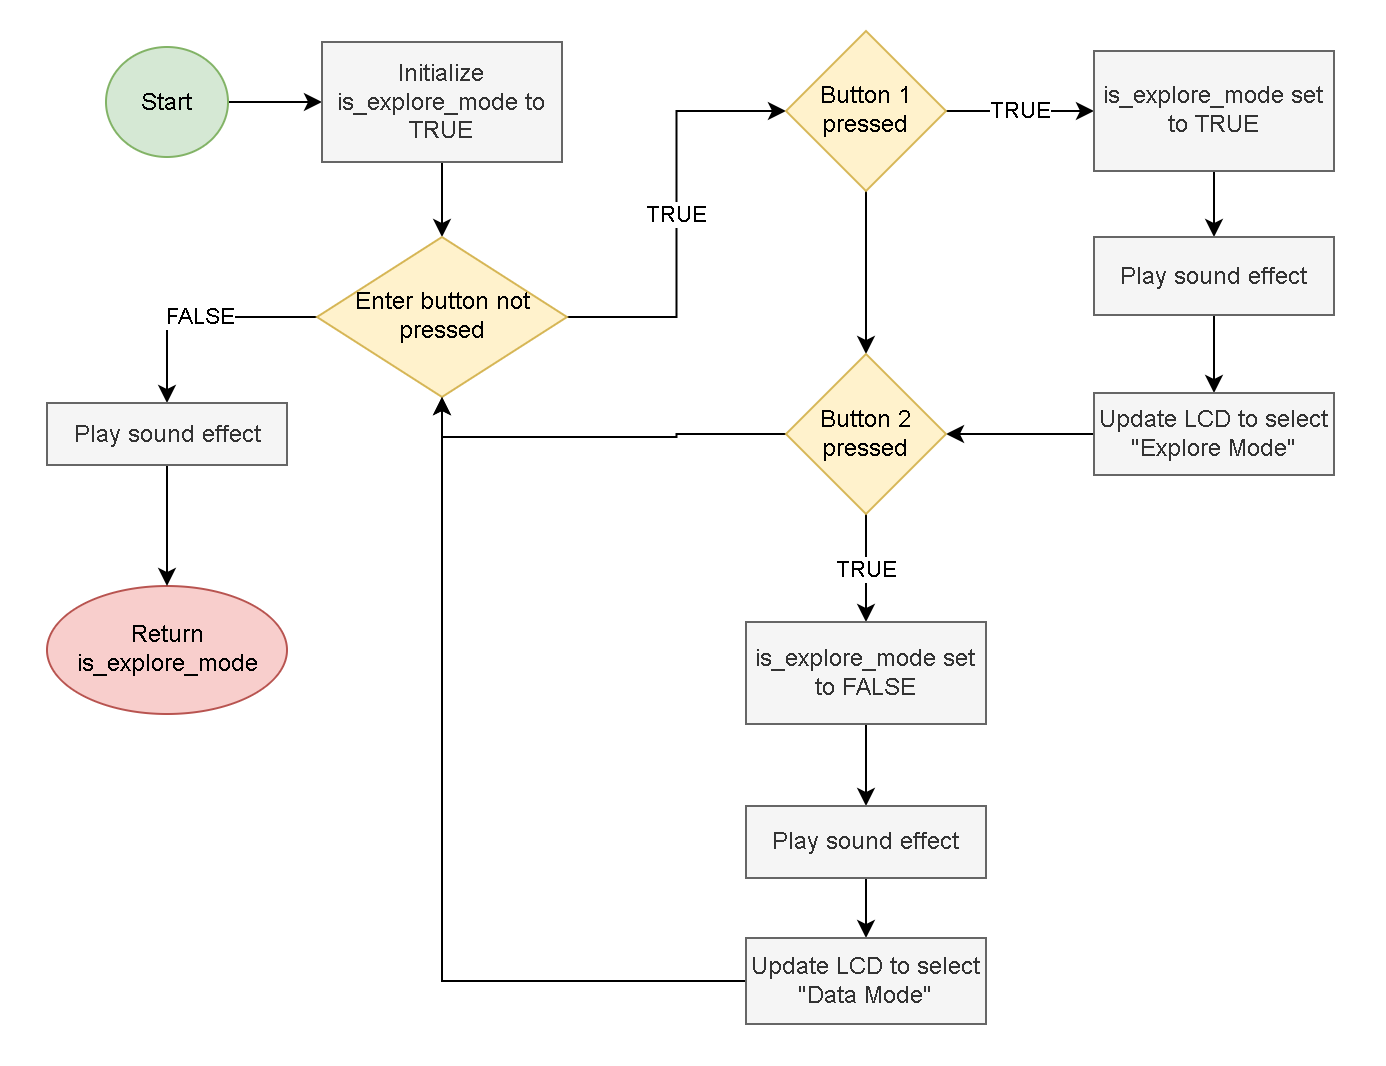 Start
Initialize
is_explore_mode to
TRUE
Button 1
pressed
TRUE
is_explore_mode set
to TRUE
TRUE
Play sound effect
Enter button not
pressed
FALSE
Play sound effect
Button 2
pressed
Update LCD to select
"Explore Mode"
TRUE
Return
is_explore_mode
is_explore_mode set
to FALSE
Play sound effect
Update LCD to select
"Data Mode"